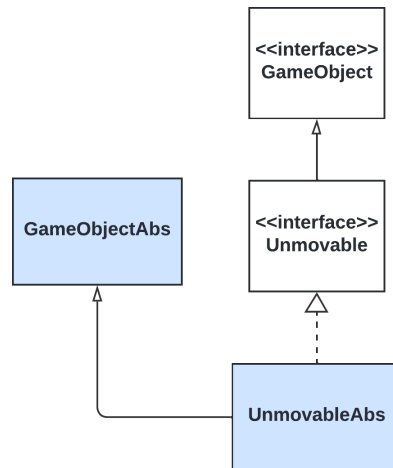 <<interface>>
GameObject
GameObjectAbs
<<interface>>
Unmovable
UnmovableAbs